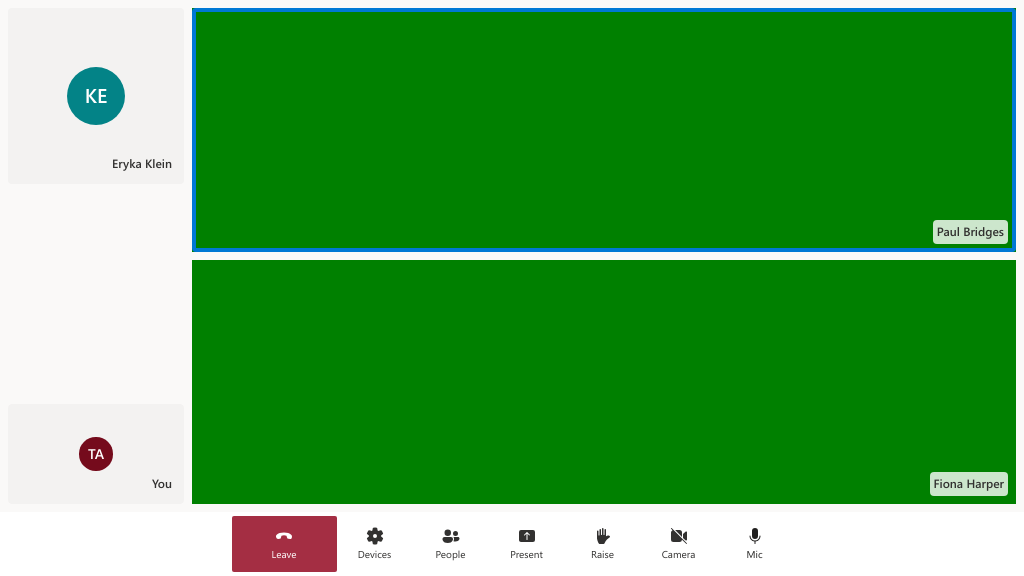 KE
Eryka Klein
Paul Bridges
TA
You
Fiona Harper
Leave
Devices
People
Present
Raise
Camera
Mic